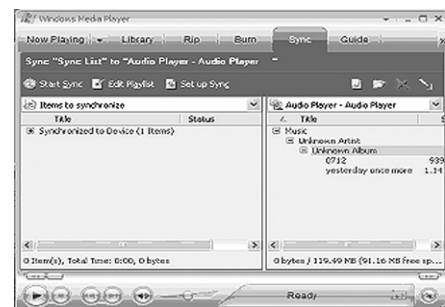 Windows Media Player
Now Playing Library Rip Burn Sync Guide
Sync "Sync List" to "Audio Player - Audio Player
Start Sync Edit Playlist Set up Sync
Items to synchronize Audio Player - Audio Player
Title Status Title
Synchronized to Device (1 Items) Music
Unknown Artist
Unknown Album
0712 939
yesterday once more 1.14
0 Item(s), Total Time: 0:00, 0 bytes 0 bytes / 119.49 MB (91.16 MB free sp...
Ready